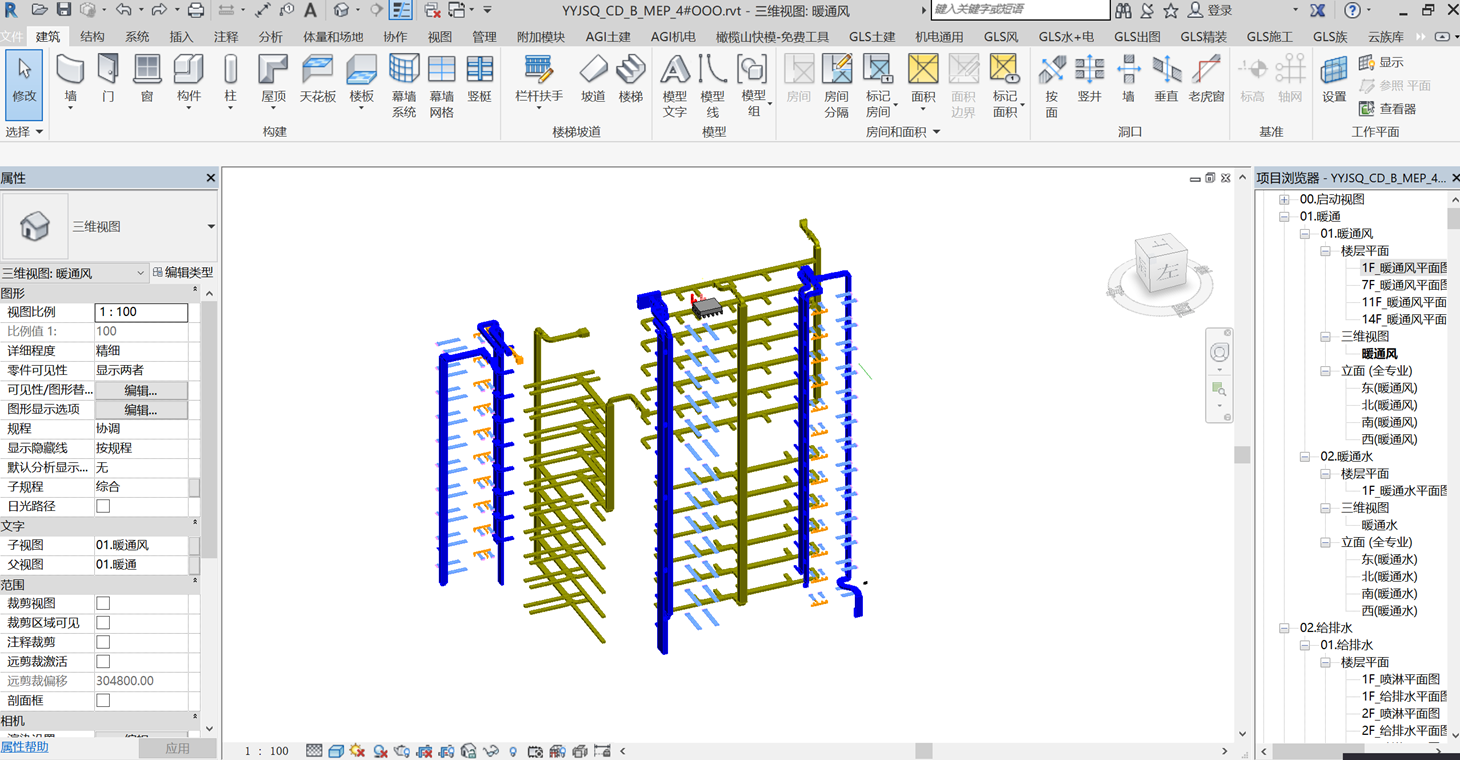 YYJSQ_CD_B_MEP_4#OOO.rvt - 三维视图: 暖通风
键入关键字或短语
登录
文件 建筑 结构 系统 插入 注释 分析 体量和场地 协作 视图 管理 附加模块 AGI土建 AGI机电 橄榄山快模-免费工具 GLS土建 机电通用 GLS风 GLS水+电 GLS出图 GLS精装 GLS施工 GLS族 云族库
修改 墙 门 窗 构件 柱 屋顶 天花板 楼板 幕墙 系统 幕墙 网格 竖梃 栏杆扶手 坡道 楼梯 模型 文字 模型 线 模型 组 房间 房间 分隔 标记 房间 面积 面积 边界 标记 面积 按 面 竖井 墙 垂直 老虎窗 标高 轴网 设置 显示 参照 平面 查看器
选择 构建 楼梯坡道 模型 房间和面积 洞口 基准 工作平面
属性
三维视图
三维视图: 暖通风 编辑类型
图形
视图比例 1 : 100
比例值 1: 100
详细程度 精细
零件可见性 显示两者
可见性/图形替... 编辑...
图形显示选项 编辑...
规程 协调
显示隐藏线 按规程
默认分析显示... 无
子规程 综合
日光路径
文字
子视图 01.暖通风
父视图 01.暖通
范围
裁剪视图
裁剪区域可见
注释裁剪
远剪裁激活
远剪裁偏移 304800.00
剖面框
相机
属性帮助 应用
上
左
1 : 100
项目浏览器 - YYJSQ_CD_B_MEP_4...
00.启动视图
01.暖通
01.暖通风
楼层平面
1F_暖通风平面图
7F_暖通风平面图
11F_暖通风平面
14F_暖通风平面
三维视图
暖通风
立面 (全专业)
东(暖通风)
北(暖通风)
南(暖通风)
西(暖通风)
02.暖通水
楼层平面
1F_暖通水平面图
三维视图
暖通水
立面 (全专业)
东(暖通水)
北(暖通水)
南(暖通水)
西(暖通水)
02.给排水
01.给排水
楼层平面
1F_喷淋平面图
1F_给排水平面图
2F_喷淋平面图
2F_给排水平面图